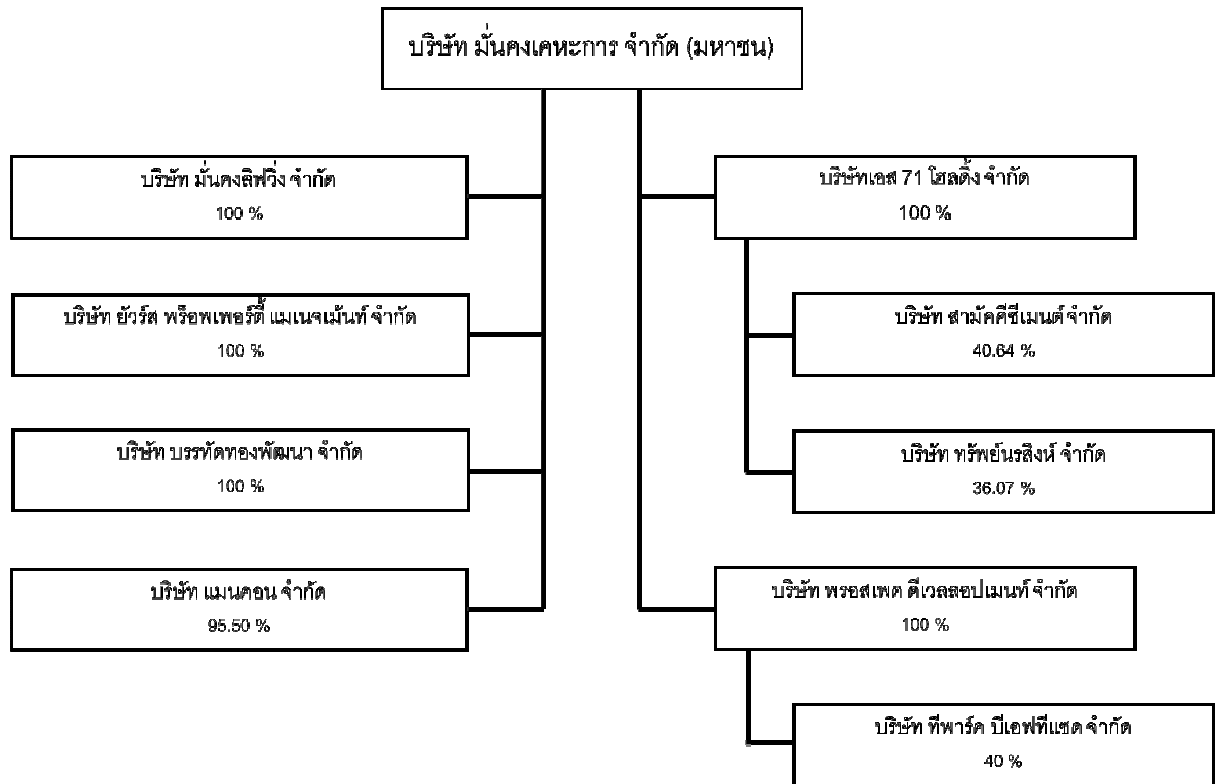 บริษัท มั่นคงเคหะการ จำกัด (มหาชน)
บริษัท มั่นคงลิฟวิ่ง จำกัด
100 %
บริษัท ยัวร์ส พร็อพเพอร์ตี้ แมเนจเม้นท์ จำกัด
100 %
บริษัท บรรทัดทองพัฒนา จำกัด
100 %
บริษัท แมนคอน จำกัด
95.50 %
บริษัทเอส 71 โฮลดิ้ง จำกัด
100 %
บริษัท สามัคคีซีเมนต์ จำกัด
40.64 %
บริษัท ทรัพย์นรสิงห์ จำกัด
36.07 %
บริษัท พรอสเพค ดีเวลลอปเมนท์ จำกัด
100 %
บริษัท ทีพาร์ค บีเอฟทีแซด จำกัด
40 %